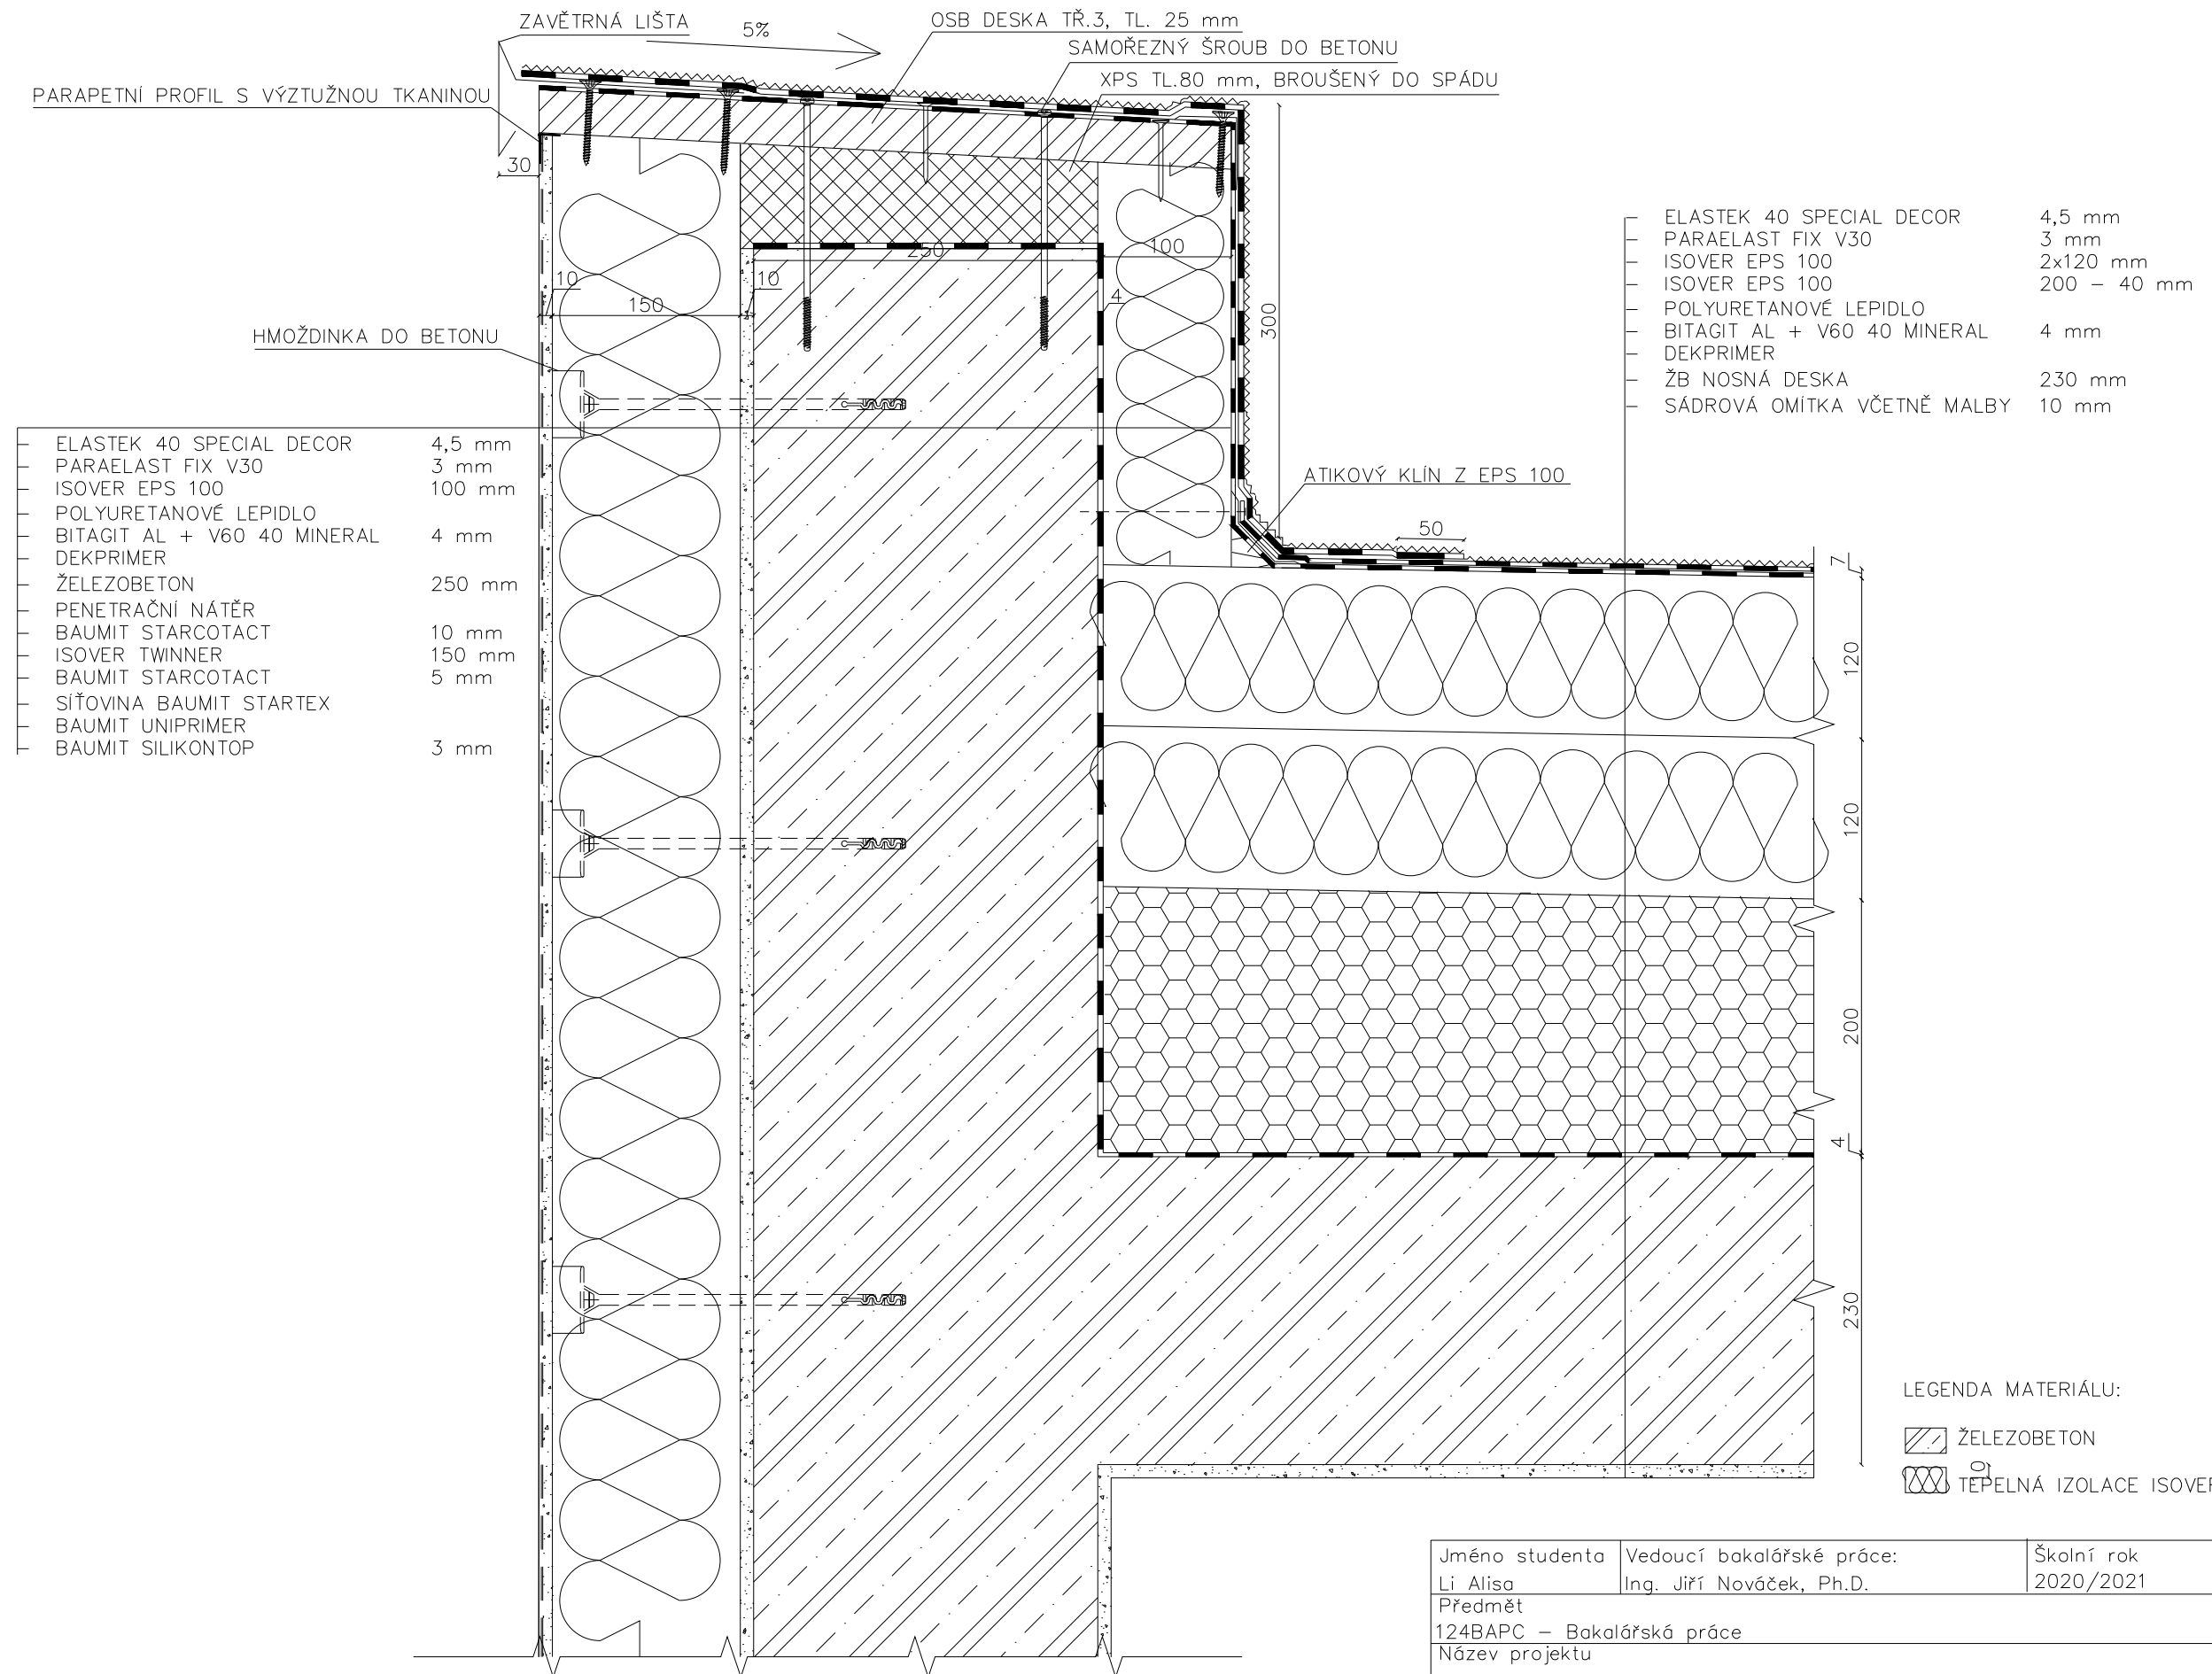 ZAVĚTRNÁ LIŠTA
5%
OSB DESKA TŘ.3, TL. 25 mm
SAMOŘEZNÝ ŠROUB DO BETONU
XPS TL.80 mm, BROUŠENÝ DO SPÁDU
PARAPETNÍ PROFIL S VÝZTUŽNOU TKANINOU
30
10
150
10
250
4
100
300
HMOŽDINKA DO BETONU
ELASTEK 40 SPECIAL DECOR 4,5 mm
PARAELAST FIX V30 3 mm
ISOVER EPS 100 2x120 mm
ISOVER EPS 100 200 – 40 mm
POLYURETANOVÉ LEPIDLO
BITAGIT AL + V60 40 MINERAL 4 mm
DEKPRIMER
ŽB NOSNÁ DESKA 230 mm
SÁDROVÁ OMÍTKA VČETNĚ MALBY 10 mm
ELASTEK 40 SPECIAL DECOR 4,5 mm
PARAELAST FIX V30 3 mm
ISOVER EPS 100 100 mm
POLYURETANOVÉ LEPIDLO
BITAGIT AL + V60 40 MINERAL 4 mm
DEKPRIMER
ŽELEZOBETON 250 mm
PENETRAČNÍ NÁTĚR
BAUMIT STARCOTACT 10 mm
ISOVER TWINNER 150 mm
BAUMIT STARCOTACT 5 mm
SÍŤOVINA BAUMIT STARTEX
BAUMIT UNIPRIMER
BAUMIT SILIKONTOP 3 mm
ATIKOVÝ KLÍN Z EPS 100
50
7
120
120
200
4
230
10
LEGENDA MATERIÁLU:
ŽELEZOBETON
TEPELNÁ IZOLACE ISOVER
Jméno studenta
Li Alisa
Vedoucí bakalářské práce:
Ing. Jiří Nováček, Ph.D.
Školní rok
2020/2021
Předmět
124BAPC – Bakalářská práce
Název projektu